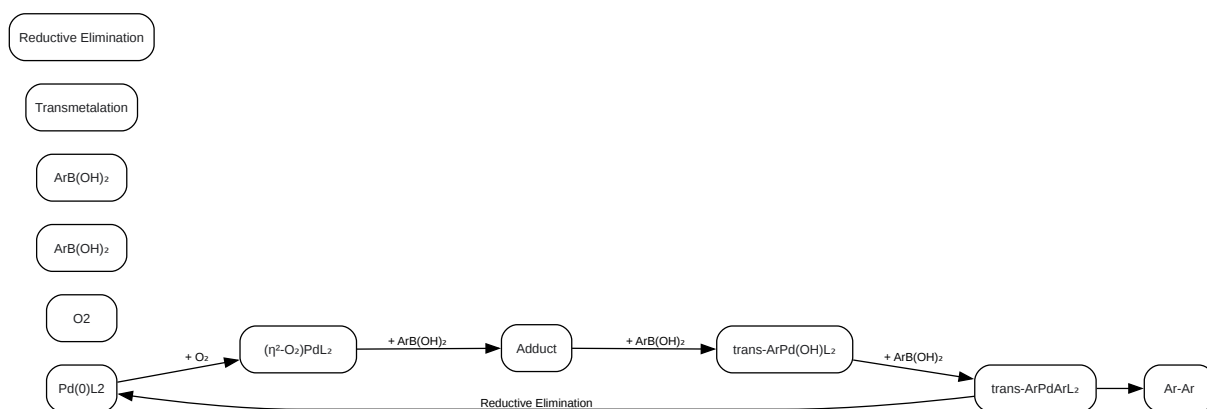 Reductive Elimination
Transmetalation
ArB(OH)₂
ArB(OH)₂
O2
+ O₂
(η²-O₂)PdL₂
+ ArB(OH)₂
Adduct
+ ArB(OH)₂
trans-ArPd(OH)L₂
+ ArB(OH)₂
Pd(0)L2
trans-ArPdArL₂
Ar-Ar
Reductive Elimination